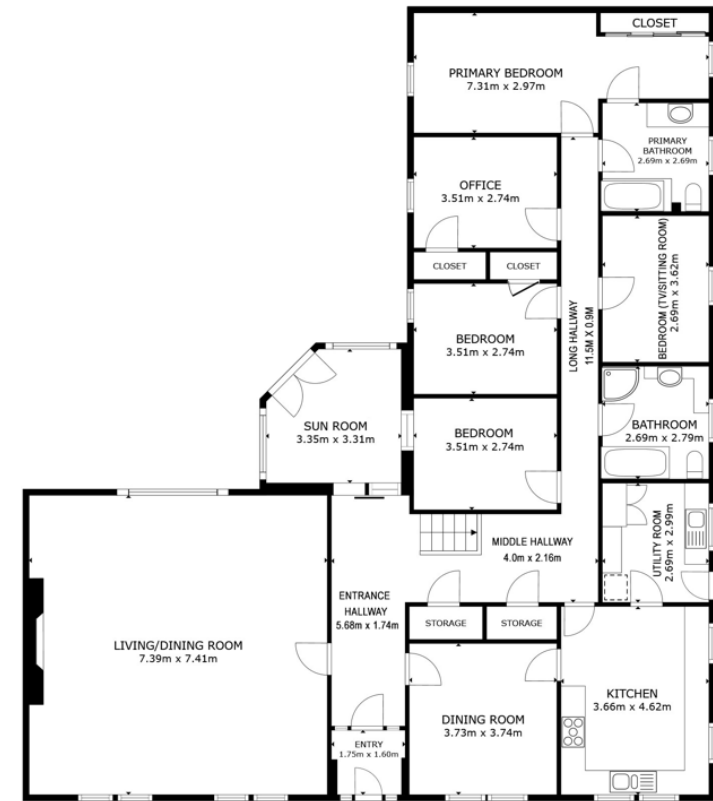 CLOSET
PRIMARY BEDROOM
7.31m x 2.97m
PRIMARY
BATHROOM
2.69m x 2.69m
OFFICE
3.51m x 2.74m
CLOSET
CLOSET
BEDROOM (TV/SITTING ROOM)
2.69m x 3.62m
LONG HALLWAY
11.5M X 0.9M
BEDROOM
3.51m x 2.74m
SUN ROOM
3.35m x 3.31m
BEDROOM
3.51m x 2.74m
BATHROOM
2.69m x 2.79m
UTILITY ROOM
2.69m x 2.99m
MIDDLE HALLWAY
4.0m x 2.16m
ENTRANCE
HALLWAY
5.68m x 1.74m
STORAGE
STORAGE
LIVING/DINING ROOM
7.39m x 7.41m
KITCHEN
3.66m x 4.62m
DINING ROOM
3.73m x 3.74m
ENTRY
1.75m x 1.60m